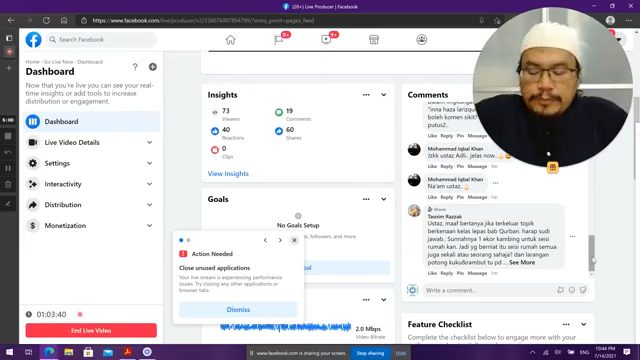 (20+) Live Producer | Facebook
https://www.facebook.com/live/producer/v2/538076007894709/?entry_point=pages_feed
Search Facebook
9+
9+
Home › Go Live Now › Dashboard
Dashboard
Now that you're live you can see your real-time insights or add tools to increase distribution or engagement.
Dashboard
Live Video Details
Settings
Interactivity
Distribution
Monetization
01:03:40
End Live Video
Insights
73
Viewers
19
Comments
40
Reactions
60
Shares
0
Clips
View Insights
Goals
No Goals Setup
Action Needed
Close unused applications
Your live stream is experiencing performance issues. Try closing any other applications or browser tabs.
Dismiss
2.0 Mbps
Video Bitrate
Comments
"inna haza larizqu
boleh komen sikit?
putus2..
Like Reply Pin Message
Mohammad Iqbal Khan
Izkk ustaz Adli. Jelas now..
Like Reply Pin Message 1m
Mohammad Iqbal Khan
Na'am ustaz
Like Reply Pin Message 1m
Shared
Tasnim Razzak
Ustaz, maaf bertanya jika terkeluar topik
berkenaan kelas lepas bab Qurban, harap sudi
jawab.. Sunnahnya 1 ekor kambing untuk seisi
rumah kan. Jadi, yg berniat itu seisi rumah semua
juga sekali atau seorang sahaja? dan larangan
potong kuku&rambut tu pd ... See More
Like Reply Pin Message 1m
Write a comment...
Feature Checklist
Complete the checklist below to engage more with your
www.facebook.com is sharing your screen.
Stop sharing
Hide
10:44 PM
7/14/2021
5:00